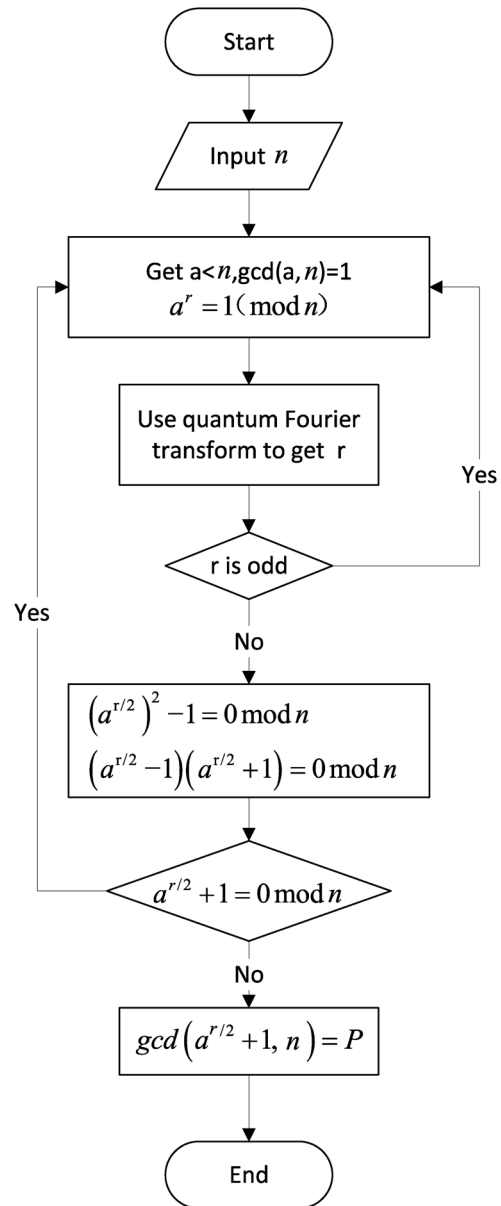 Start
Input n
Get a<n,gcd(a,n)=1
a^r = 1(mod n)
Use quantum Fourier
transform to get r
Yes
r is odd
Yes
No
(a^{r/2})^2 −1=0 mod n
(a^{r/2} −1)(a^{r/2} +1)=0 mod n
a^{r/2} +1=0 mod n
No
gcd(a^{r/2} +1, n)= P
End